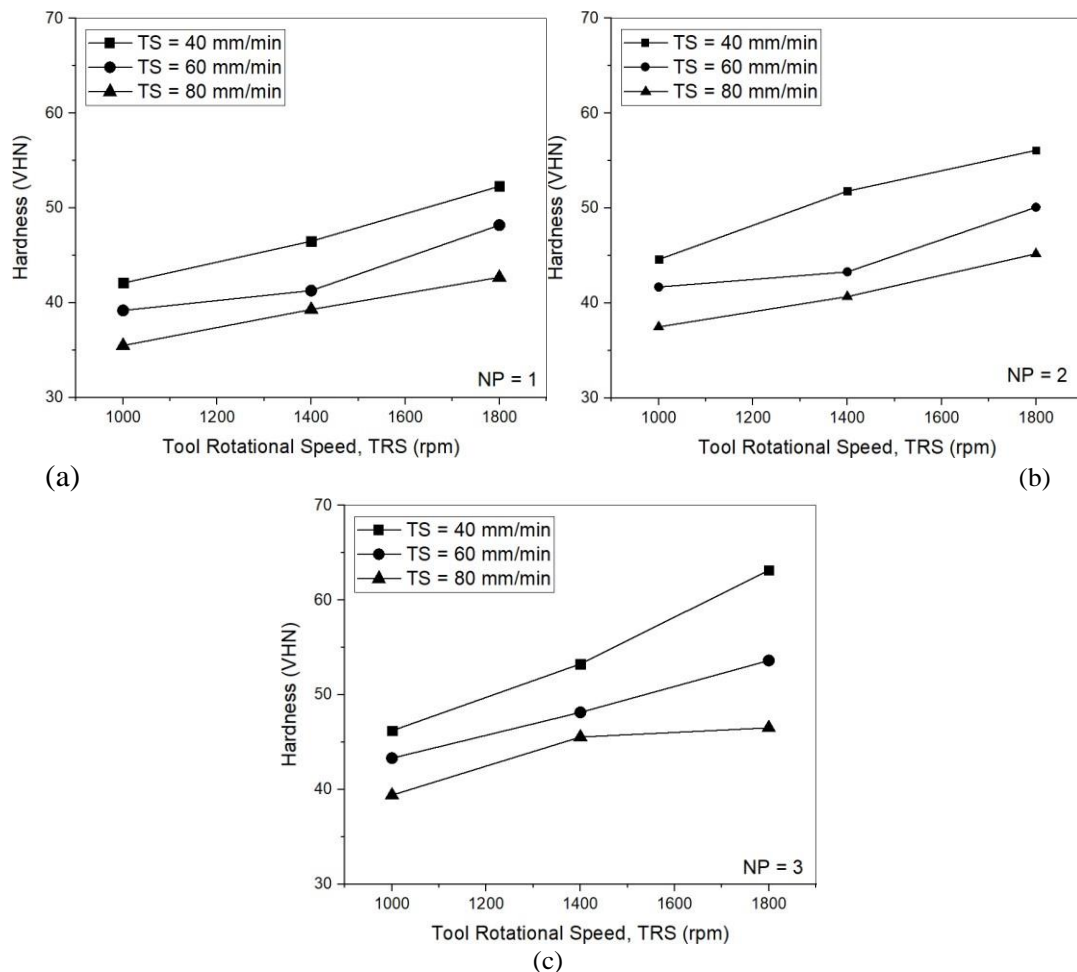 70
TS = 40 mm/min
TS = 60 mm/min
TS = 80 mm/min
60
50
40
30
Hardness (VHN)
NP = 1
1000 1200 1400 1600 1800
Tool Rotational Speed, TRS (rpm)
(a)
70
TS = 40 mm/min
TS = 60 mm/min
TS = 80 mm/min
60
50
40
30
Hardness (VHN)
NP = 2
1000 1200 1400 1600 1800
Tool Rotational Speed, TRS (rpm)
(b)
70
TS = 40 mm/min
TS = 60 mm/min
TS = 80 mm/min
60
50
40
30
Hardness (VHN)
NP = 3
1000 1200 1400 1600 1800
Tool Rotational Speed, TRS (rpm)
(c)